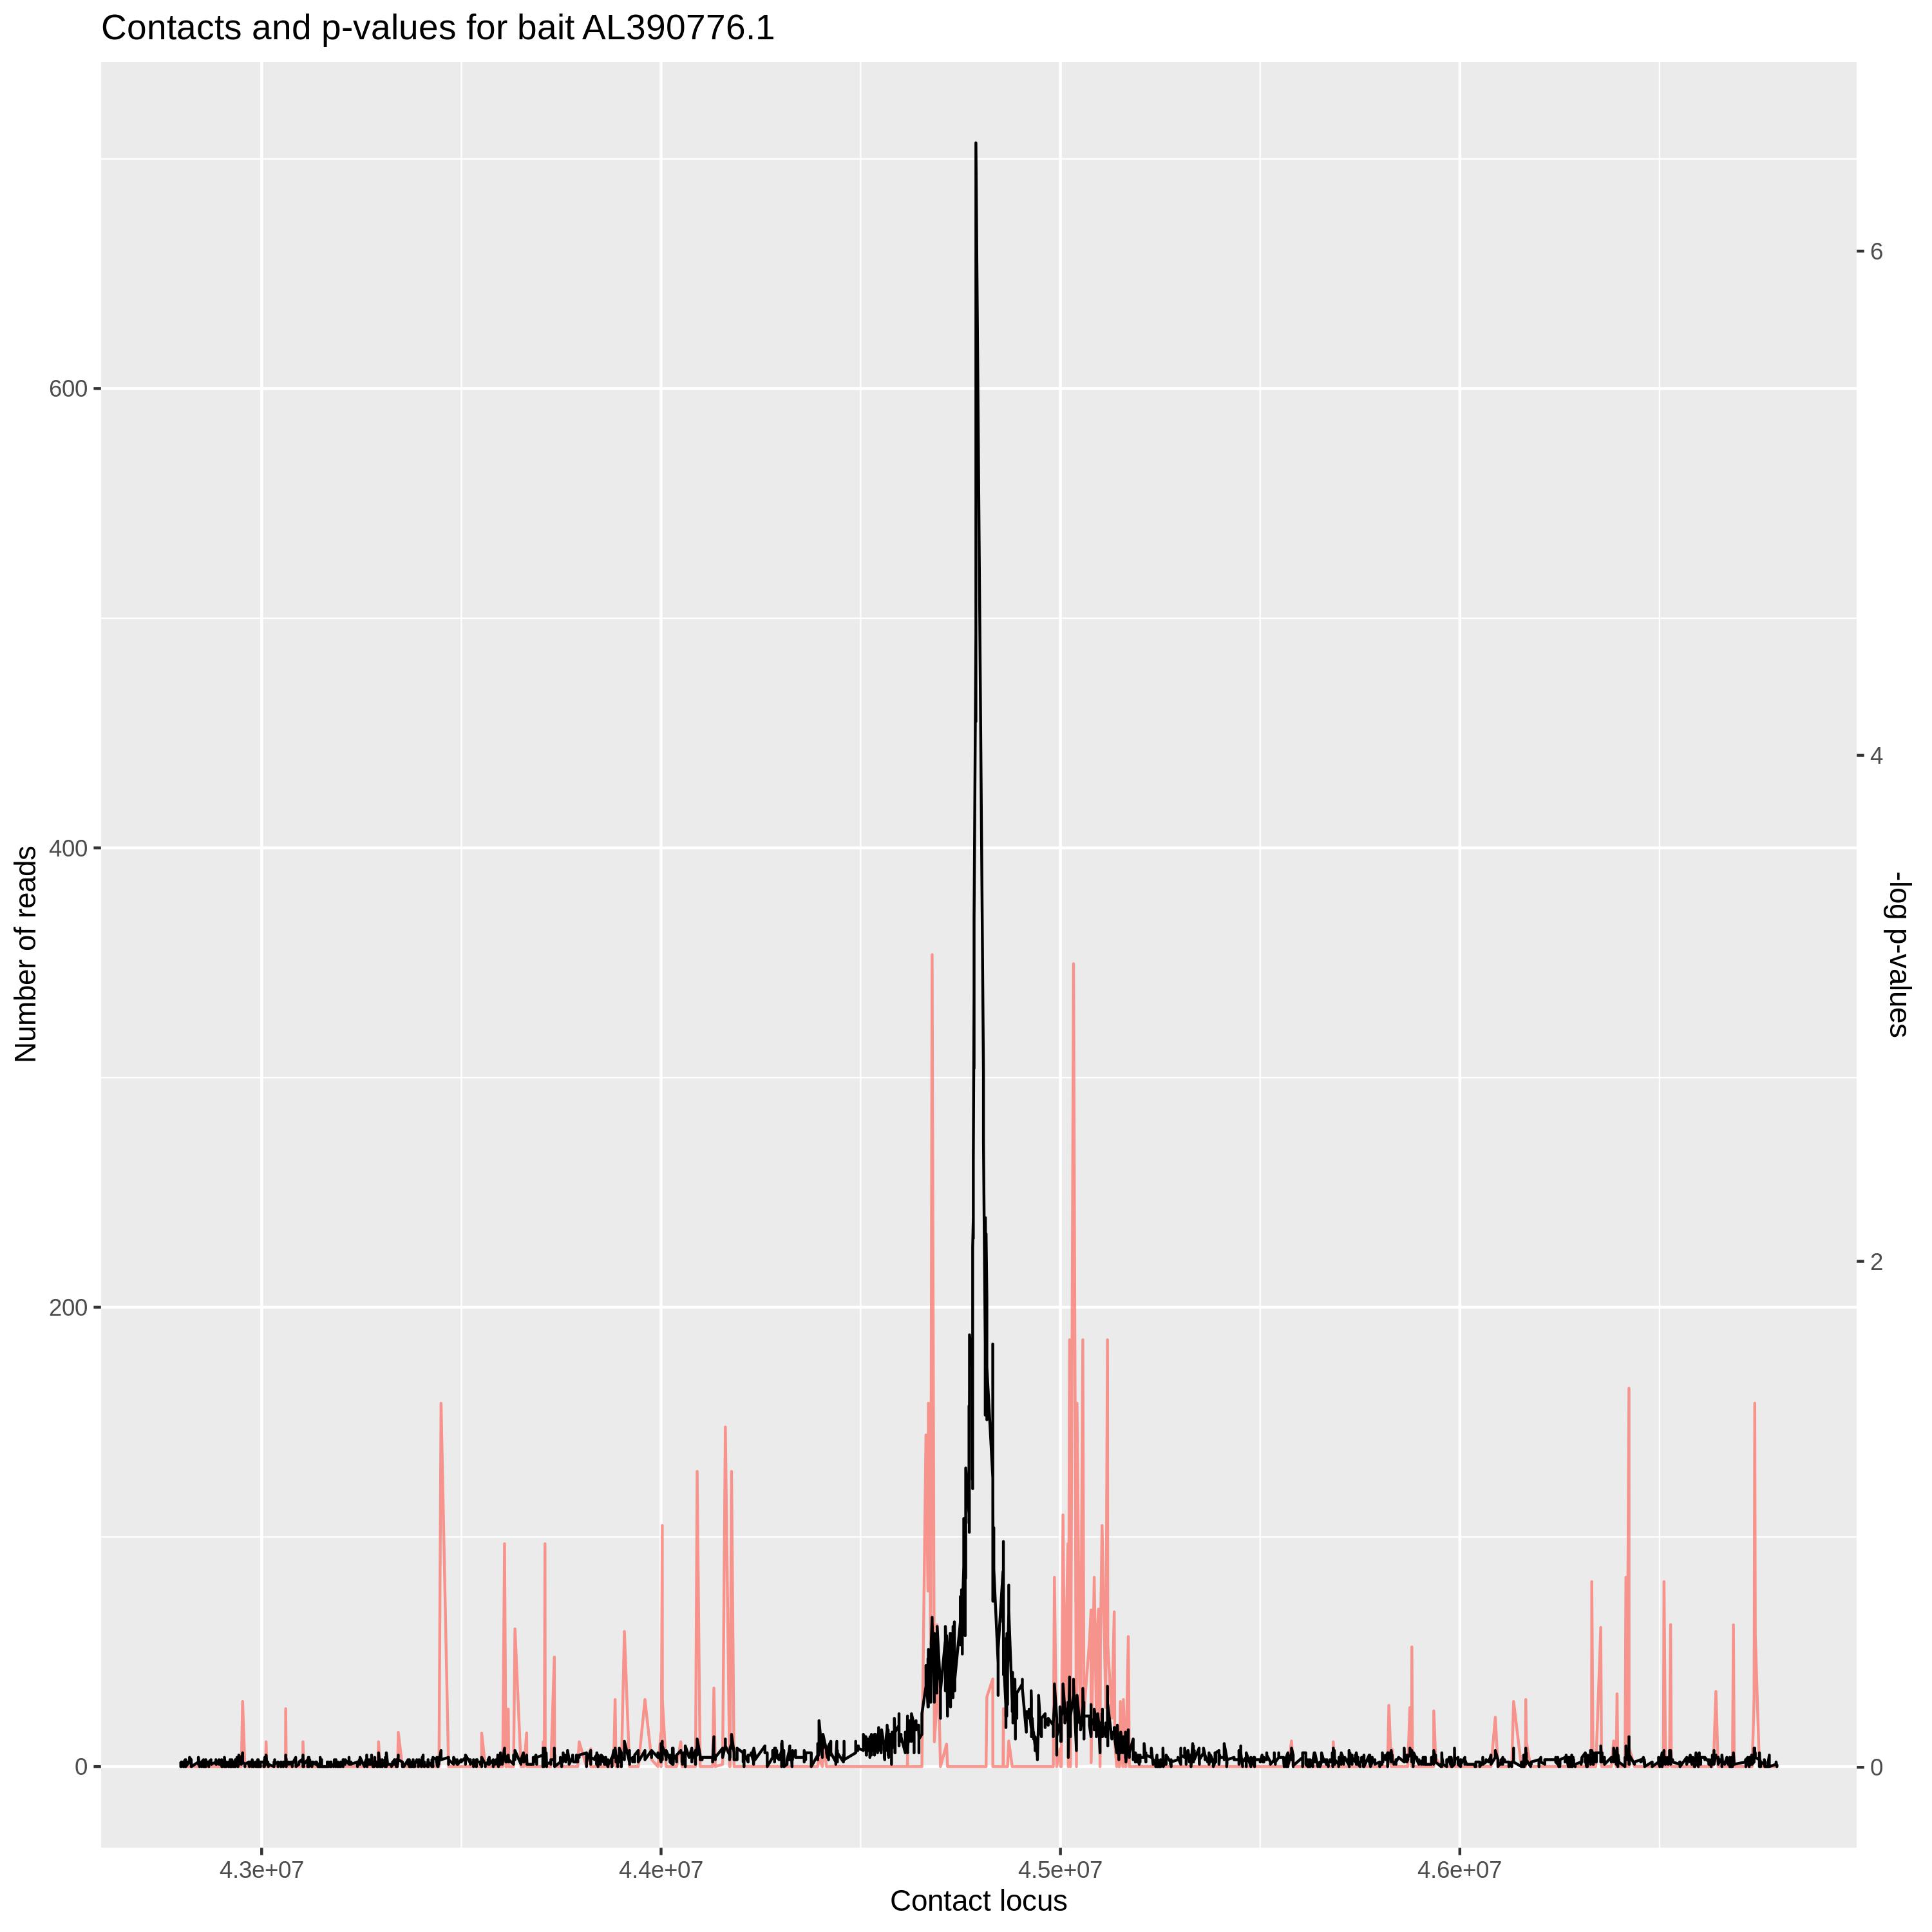 Contacts and p-values for bait AL390776.1
600
400
200
0
6
4
2
0
Number of reads
-log p-values
4.3e+07
4.4e+07
4.5e+07
4.6e+07
Contact locus